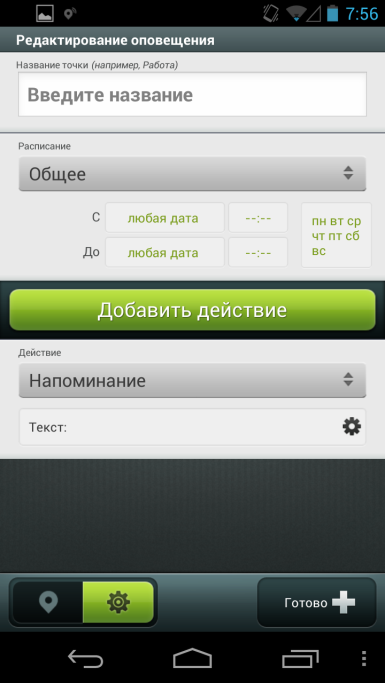 7:56
Редактирование оповещения
Название точки (например, Работа)
Введите название
Расписание
Общее
С любая дата --:--
До любая дата --:--
пн вт ср
чт пт сб
вс
Добавить действие
Действие
Напоминание
Текст:
Готово